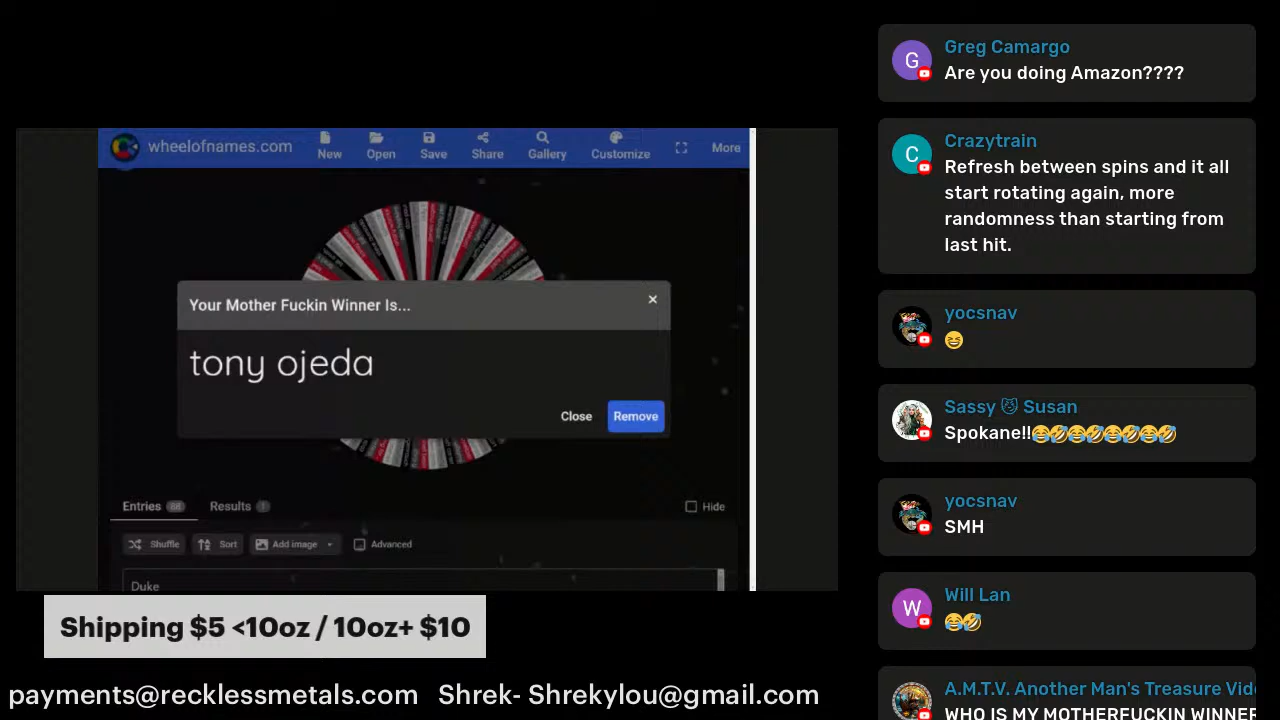 wheelofnames.com
New
Open
Save
Share
Gallery
Customize
More
Your Mother Fuckin Winner Is...
×
tony ojeda
Close
Remove
Entries 88
Results 1
Hide
Shuffle
Sort
Add image
Advanced
Duke
Shipping $5 <10oz / 10oz+ $10
payments@recklessmetals.com Shrek- Shrekylou@gmail.com
G
Greg Camargo
Are you doing Amazon????
C
Crazytrain
Refresh between spins and it all
start rotating again, more
randomness than starting from
last hit.
yocsnav
😆
Sassy 😼 Susan
Spokane!!😂🤣😂🤣😂🤣😂🤣
yocsnav
SMH
W
Will Lan
😂🤣
A.M.T.V. Another Man's Treasure Vide
WHO IS MY MOTHERFUCKIN WINNER